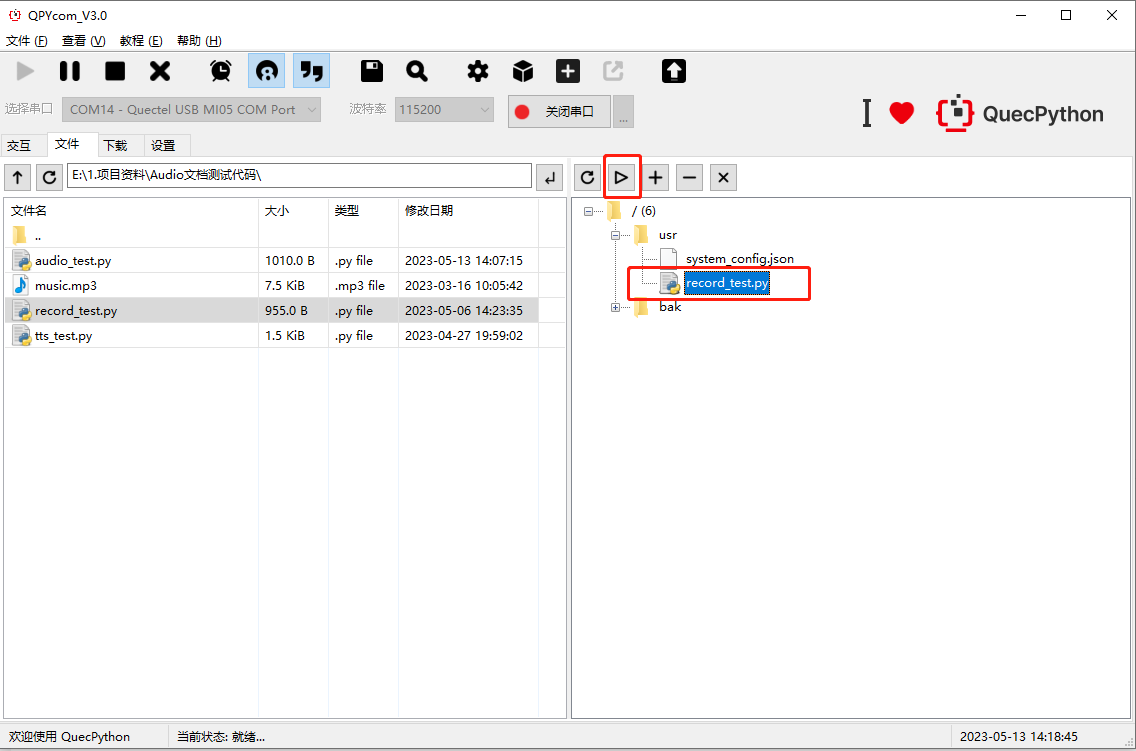 QPYcom_V3.0
文件 (F) 查看 (V) 教程 (E) 帮助 (H)
选择串口 COM14 - Quectel USB MI05 COM Port 波特率 115200 关闭串口 ...
I QuecPython
交互 文件 下载 设置
E:\1.项目资料\Audio文档测试代码\
文件名 大小 类型 修改日期
..
audio_test.py 1010.0 B .py file 2023-05-13 14:07:15
music.mp3 7.5 KiB .mp3 file 2023-03-16 10:05:42
record_test.py 955.0 B .py file 2023-05-06 14:23:35
tts_test.py 1.5 KiB .py file 2023-04-27 19:59:02
/ (6)
usr
system_config.json
record_test.py
bak
欢迎使用 QuecPython 当前状态: 就绪... 2023-05-13 14:18:45